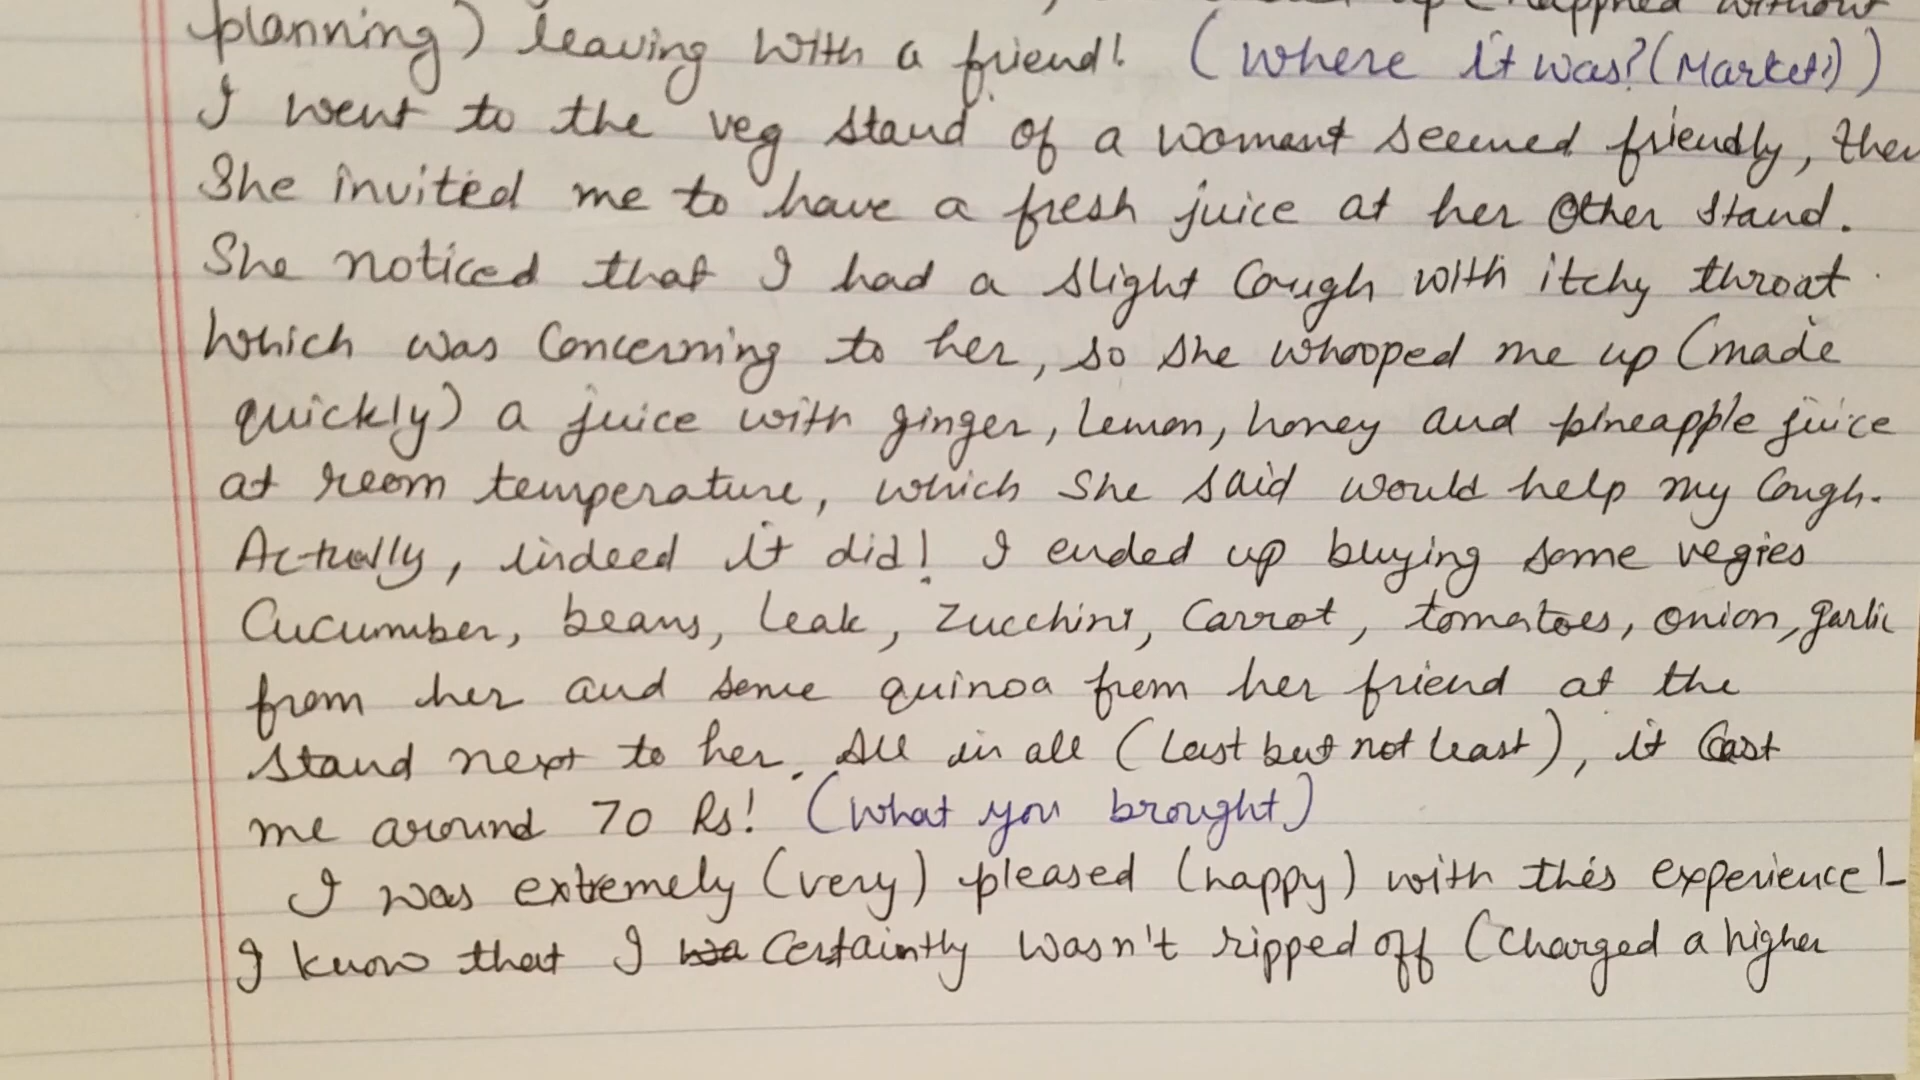 up (happned without
planning) leaving with a friend! (where it was? (Market))
I went to the veg stand of a woment seemed friendly, then
She invited me to have a fresh juice at her other stand.
She noticed that I had a slight Cough with itchy throat
which was Concerning to her, so she whooped me up (made
quickly) a juice with ginger, lemon, honey and pineapple juice
at room temperature, which she said would help my Cough.
Actually, indeed it did! I ended up buying some vegies
Cucumber, beans, leak, zucchini, Carrot, tomatoes, onion, garlic
from her and some quinoa from her friend at the
stand next to her. All in all (last but not least), it Cost
me around 70 Rs! (what you brought)
I was extremely (very) pleased (happy) with this experience!
I know that I wa Certaintly wasn't ripped off (charged a higher